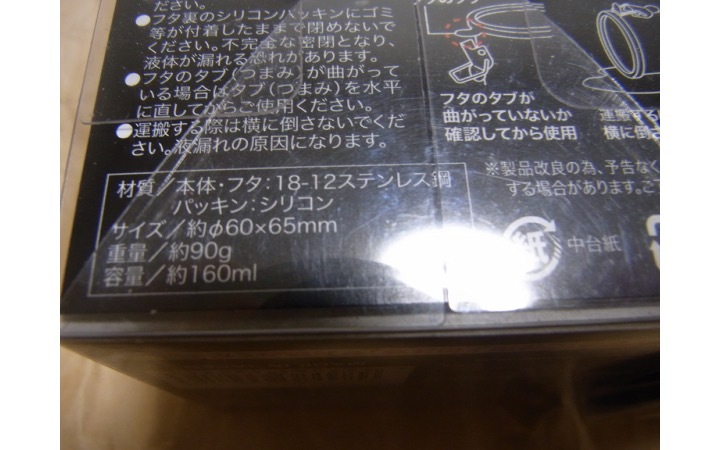 ださい。
●フタ裏のシリコンパッキンにゴミ
等が付着したままで閉めないで
ください。不完全な密閉となり、
液体が漏れる恐れがあります。
●フタのタブ(つまみ)が曲がって
いる場合はタブ(つまみ)を水平
に直してからご使用ください。
●運搬する際は横に倒さないでくだ
さい。液漏れの原因になります。
材質／本体・フタ：18-12ステンレス鋼
パッキン：シリコン
サイズ／約φ60×65mm
重量／約90g
容量／約160ml
フタのタブが
曲がっていないか
確認してから使用
運搬する
横に倒さ
※製品改良の為、予告なく
する場合があります。ご了
紙
中台紙